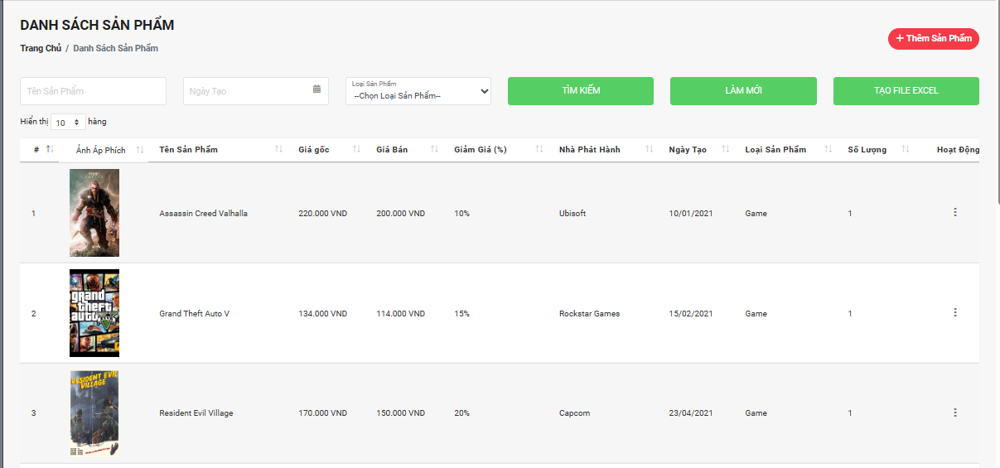 DANH SÁCH SẢN PHẨM
Trang Chủ / Danh Sách Sản Phẩm
+ Thêm Sản Phẩm
Tên Sản Phẩm
Ngày Tạo
Loại Sản Phẩm
--Chọn Loại Sản Phẩm--
TÌM KIẾM
LÀM MỚI
TẠO FILE EXCEL
Hiển thị 10 hàng
# Ảnh Áp Phích Tên Sản Phẩm Giá gốc Giá Bán Giảm Giá (%) Nhà Phát Hành Ngày Tạo Loại Sản Phẩm Số Lượng Hoạt Động
1 Assassin Creed Valhalla 220.000 VND 200.000 VND 10% Ubisoft 10/01/2021 Game 1
grand
theft
auto
2 Grand Theft Auto V 134.000 VND 114.000 VND 15% Rockstar Games 15/02/2021 Game 1
RESIDENT EVIL
VILLAGE
3 Resident Evil Village 170.000 VND 150.000 VND 20% Capcom 23/04/2021 Game 1